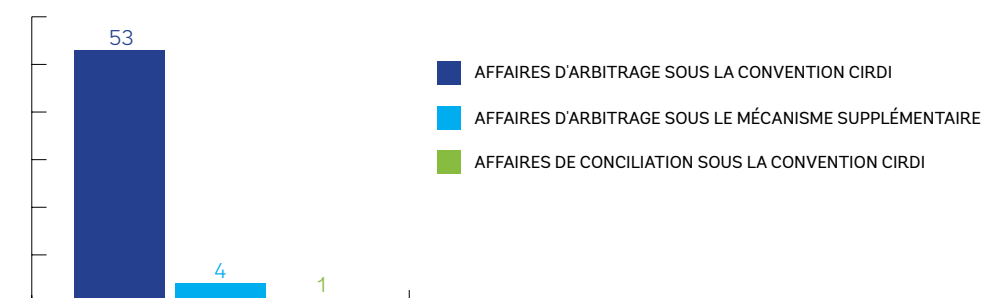 53
AFFAIRES D'ARBITRAGE SOUS LA CONVENTION CIRDI
AFFAIRES D'ARBITRAGE SOUS LE MÉCANISME SUPPLÉMENTAIRE
AFFAIRES DE CONCILIATION SOUS LA CONVENTION CIRDI
4
1